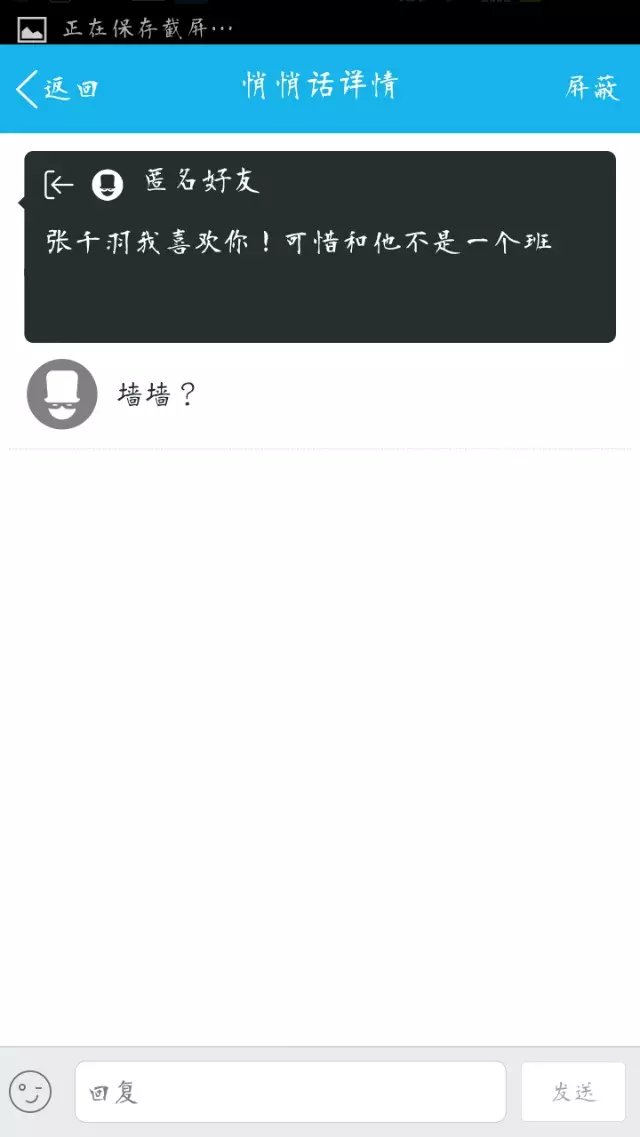 正在保存截屏…
返回 悄悄话详情 屏蔽
匿名好友
张千羽我喜欢你！可惜和他不是一个班
墙墙？
回复 发送